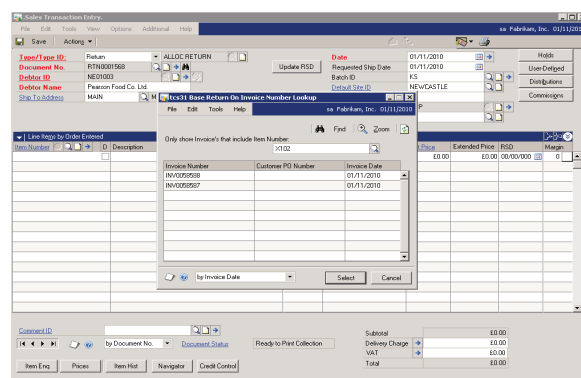 Sales Transaction Entry.
File Edit Tools View Options Additional Help
sa Fabrikam, Inc. 01/11/201
Save Actions
Type/Type ID: Return ALLOC RETURN Date 01/11/2010 Holds
Document No. RTN0001568 Update RSD Requested Ship Date 01/11/2010 User-Defined
Debtor ID NE01003 Batch ID KS Distributions
Debtor Name Pearson Food Co. Ltd. Default Site ID NEWCASTLE Commissions
Ship To Address MAIN M
P
tcs31 Base Return On Invoice Number Lookup
File Edit Tools Help sa Fabrikam, Inc. 01/11/2010
Find Zoom
Only show Invoice's that include Item Number:
X102
Invoice Number Customer PO Number Invoice Date
INV0058588 01/11/2010
INV0058587 01/11/2010
by Invoice Date Select Cancel
Line Items by Order Entered
Item Number D Description t Price Extended Price RSD Margin
£0.00 £0.00 00/00/000 0
Comment ID
by Document No. Document Status Ready to Print Collection
Subtotal £0.00
Delivery Charge £0.00
VAT £0.00
Total £0.00
Item Enq Prices Item Hist Navigator Credit Control